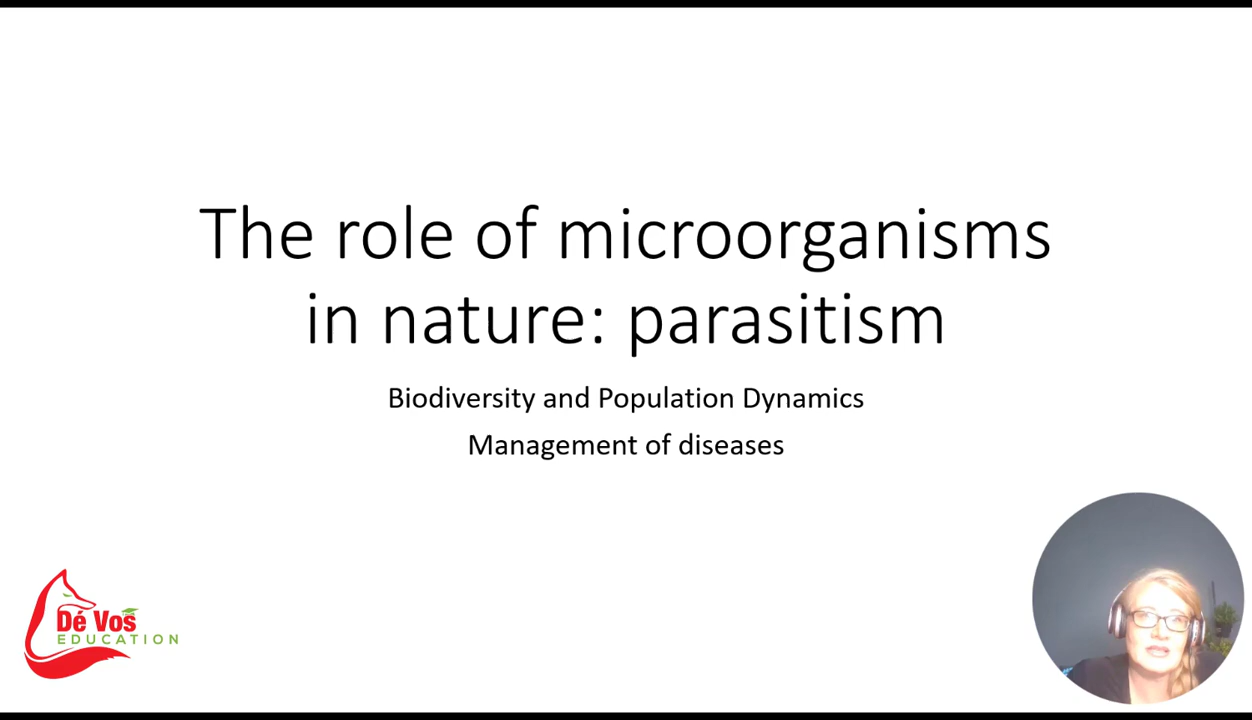 The role of microorganisms
in nature: parasitism
Biodiversity and Population Dynamics
Management of diseases
Dé Vos
EDUCATION